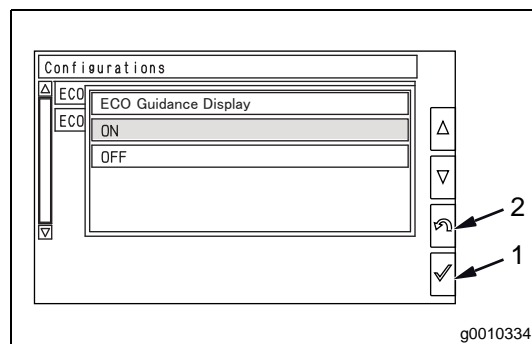 Configurations
ECO
ECO
ECO Guidance Display
ON
OFF
2
1
g0010334